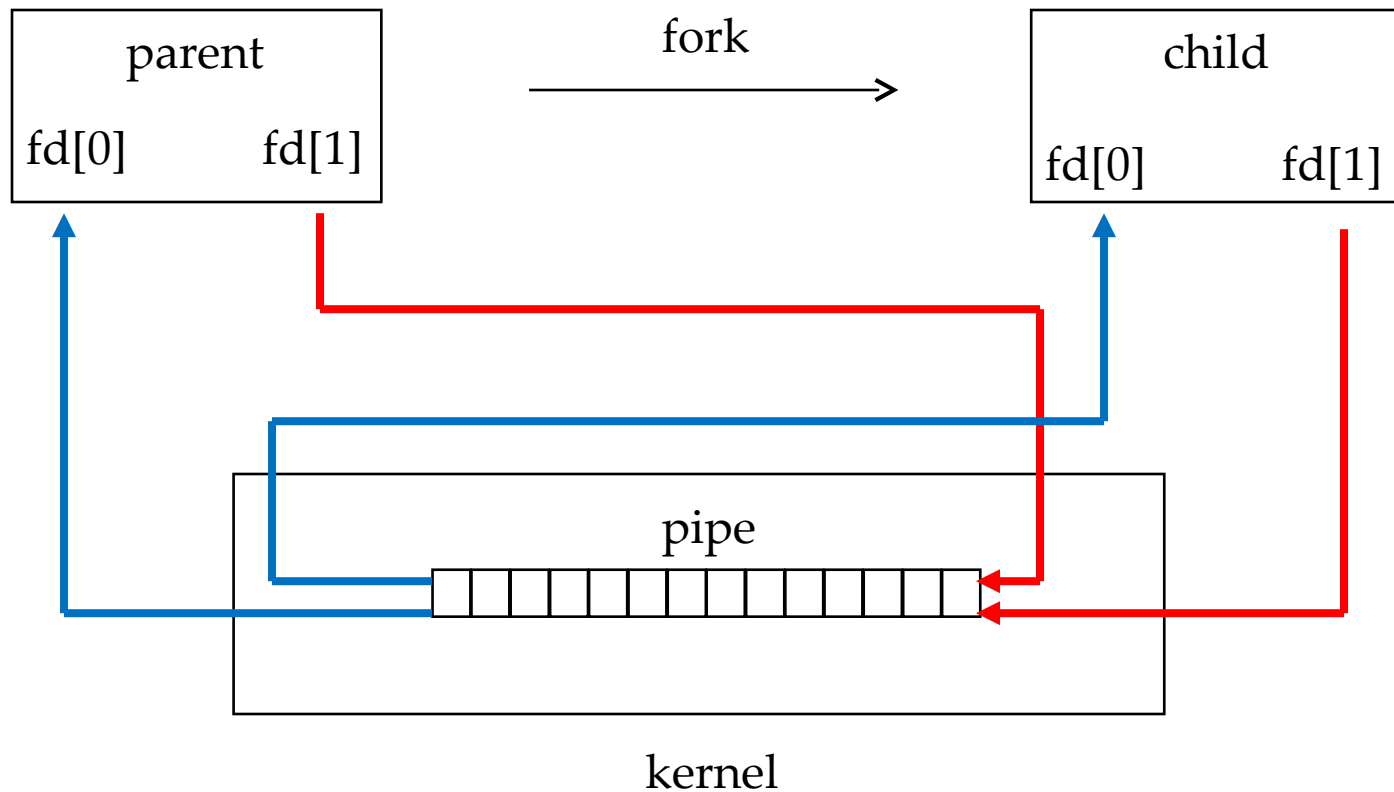 parent
fork
child
fd[0] fd[1]
fd[0] fd[1]
pipe
kernel